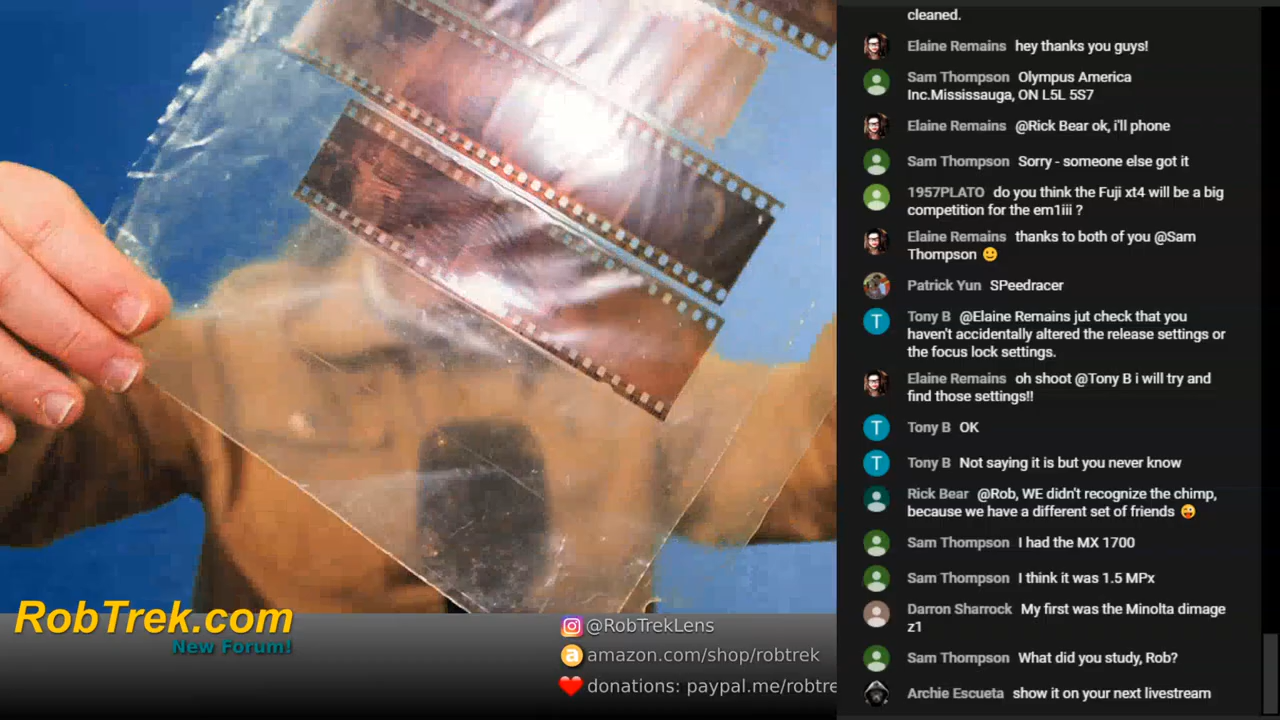 RobTrek.com
New Forum!
@RobTrekLens
amazon.com/shop/robtrek
donations: paypal.me/robtre
cleaned.
Elaine Remains hey thanks you guys!
Sam Thompson Olympus America
Inc.Mississauga, ON L5L 5S7
Elaine Remains @Rick Bear ok, i'll phone
Sam Thompson Sorry - someone else got it
1957PLATO do you think the Fuji xt4 will be a big
competition for the em1iii ?
Elaine Remains thanks to both of you @Sam
Thompson 🙂
Patrick Yun SPeedracer
T
Tony B @Elaine Remains jut check that you
haven't accidentally altered the release settings or
the focus lock settings.
Elaine Remains oh shoot @Tony B i will try and
find those settings!!
T
Tony B OK
T
Tony B Not saying it is but you never know
Rick Bear @Rob, WE didn't recognize the chimp,
because we have a different set of friends 😜
Sam Thompson I had the MX 1700
Sam Thompson I think it was 1.5 MPx
Darron Sharrock My first was the Minolta dimage
z1
Sam Thompson What did you study, Rob?
Archie Escueta show it on your next livestream